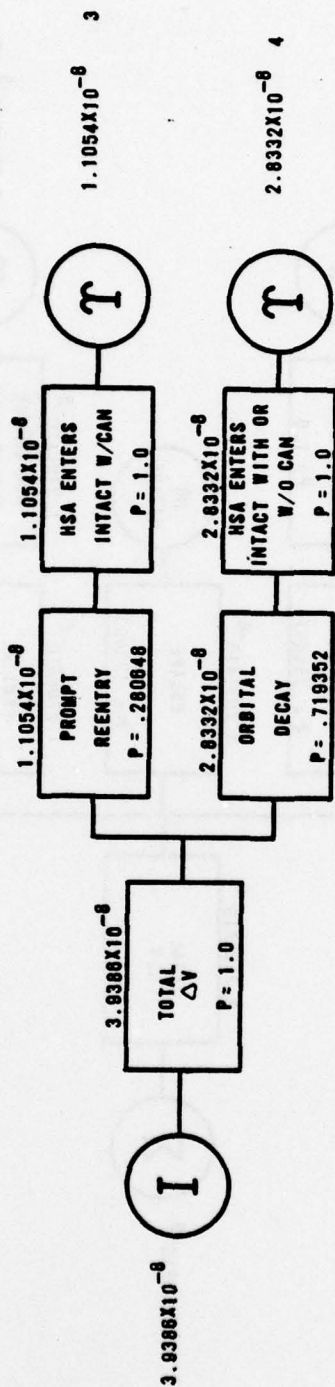 3.9386X10⁻⁸
I
3.9386X10⁻⁸
TOTAL
ΔV
P = 1.0
1.1054X10⁻⁸
PROMPT
REENTRY
P = .280648
1.1054X10⁻⁸
HSA ENTERS
INTACT W/CAN
P = 1.0
ϒ
1.1054X10⁻⁸
3
2.8332X10⁻⁸
ORBITAL
DECAY
P = .719352
2.8332X10⁻⁸
HSA ENTERS
INTACT WITH OR
W/O CAN
P = 1.0
ϒ
2.8332X10⁻⁸
4